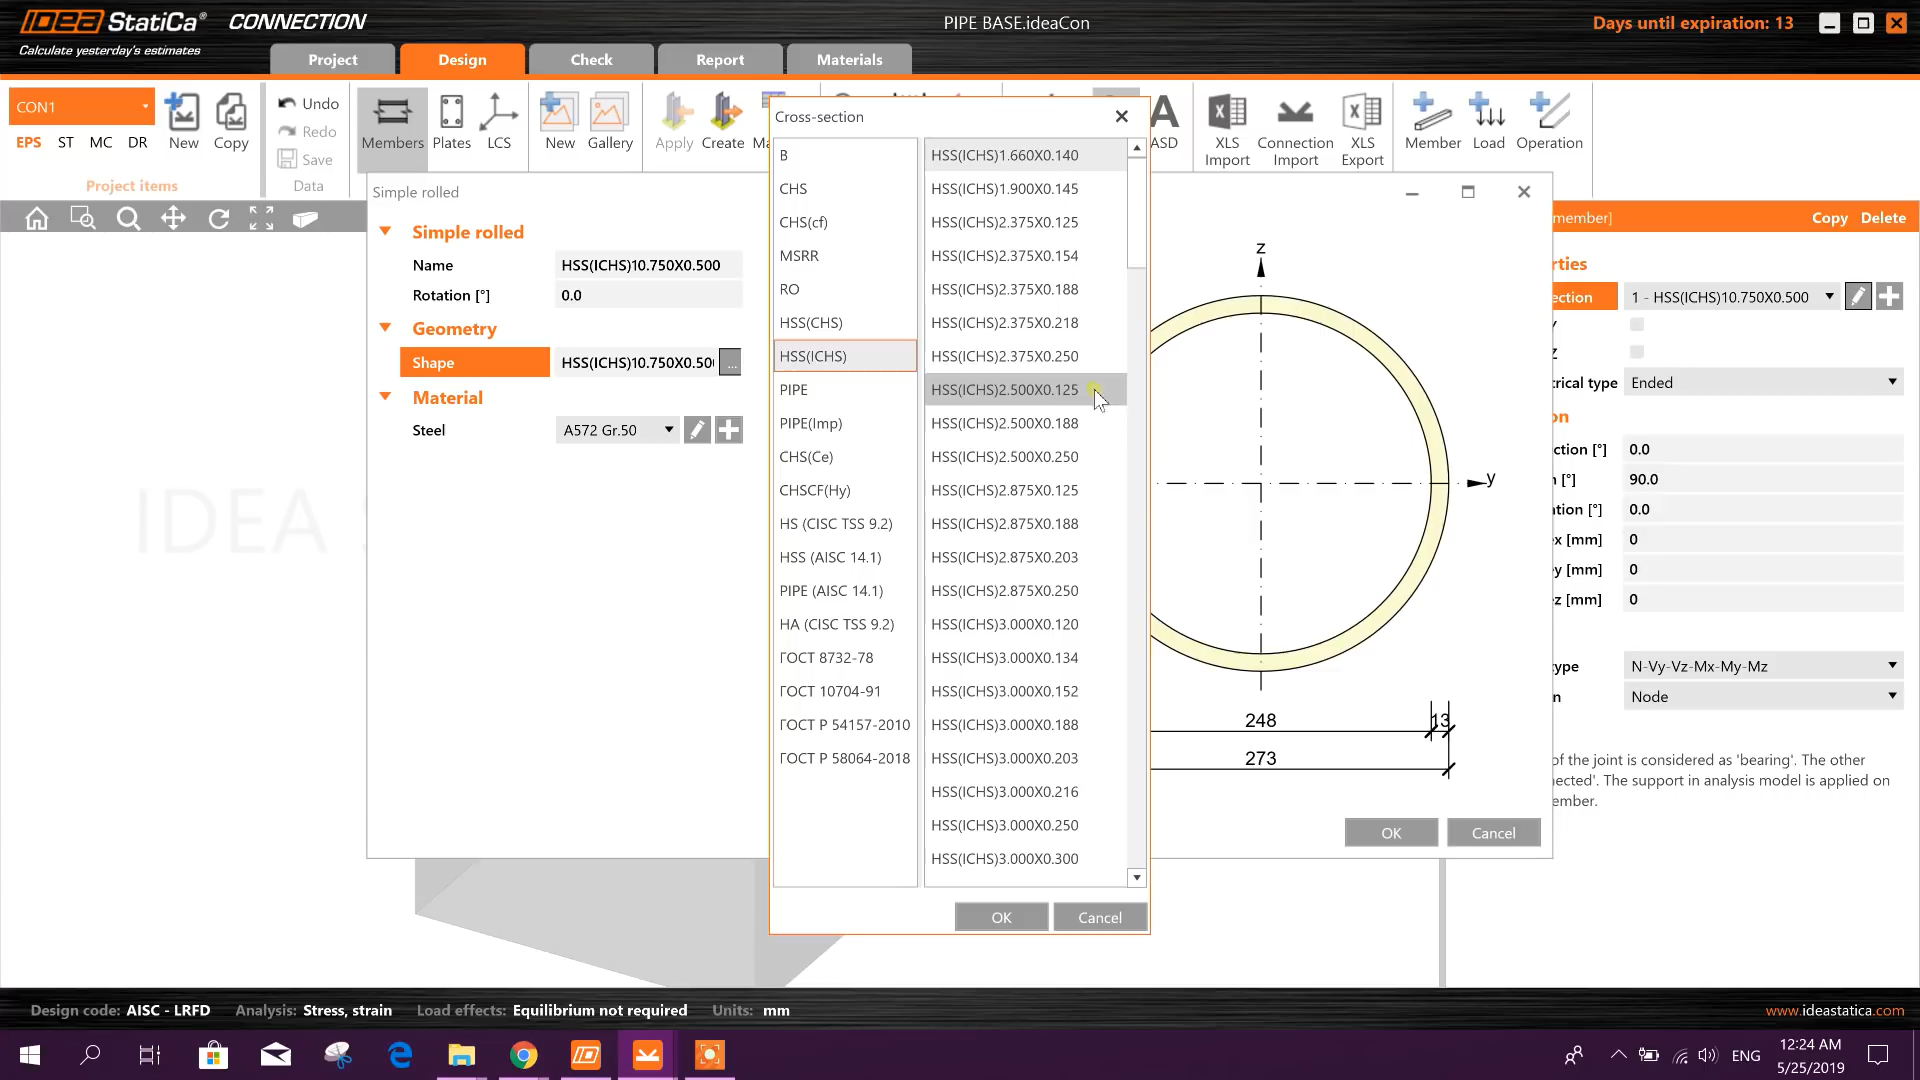 IDEA StatiCa® CONNECTION
Calculate yesterday's estimates
PIPE BASE.ideaCon
Days until expiration: 13
Project
Design
Check
Report
Materials
CON1
EPS ST MC DR
New
Copy
Project items
Undo
Redo
Save
Data
Members
Plates
LCS
New
Gallery
Apply
Create
XLS Import
Connection Import
XLS Export
Member
Load
Operation
Simple rolled
Simple rolled
Name HSS(ICHS)10.750X0.500
Rotation [°] 0.0
Geometry
Shape HSS(ICHS)10.750X0.50 ...
Material
Steel A572 Gr.50
Cross-section
B
CHS
CHS(cf)
MSRR
RO
HSS(CHS)
HSS(ICHS)
PIPE
PIPE(Imp)
CHS(Ce)
CHSCF(Hy)
HS (CISC TSS 9.2)
HSS (AISC 14.1)
PIPE (AISC 14.1)
HA (CISC TSS 9.2)
ГОСТ 8732-78
ГОСТ 10704-91
ГОСТ Р 54157-2010
ГОСТ Р 58064-2018
HSS(ICHS)1.660X0.140
HSS(ICHS)1.900X0.145
HSS(ICHS)2.375X0.125
HSS(ICHS)2.375X0.154
HSS(ICHS)2.375X0.188
HSS(ICHS)2.375X0.218
HSS(ICHS)2.375X0.250
HSS(ICHS)2.500X0.125
HSS(ICHS)2.500X0.188
HSS(ICHS)2.500X0.250
HSS(ICHS)2.875X0.125
HSS(ICHS)2.875X0.188
HSS(ICHS)2.875X0.203
HSS(ICHS)2.875X0.250
HSS(ICHS)3.000X0.120
HSS(ICHS)3.000X0.134
HSS(ICHS)3.000X0.152
HSS(ICHS)3.000X0.188
HSS(ICHS)3.000X0.203
HSS(ICHS)3.000X0.216
HSS(ICHS)3.000X0.250
HSS(ICHS)3.000X0.300
OK
Cancel
z
y
248
13
273
OK
Cancel
member]
Copy Delete
rties
ection 1 - HSS(ICHS)10.750X0.500
z
trical type Ended
on
ction [°] 0.0
n [°] 90.0
ation [°] 0.0
ex [mm] 0
ey [mm] 0
ez [mm] 0
ype N-Vy-Vz-Mx-My-Mz
n Node
of the joint is considered as 'bearing'. The other
nected'. The support in analysis model is applied on
ember.
IDEA S
Design code: AISC - LRFD
Analysis: Stress, strain
Load effects: Equilibrium not required
Units: mm
www.ideastatica.com
ENG
12:24 AM
5/25/2019